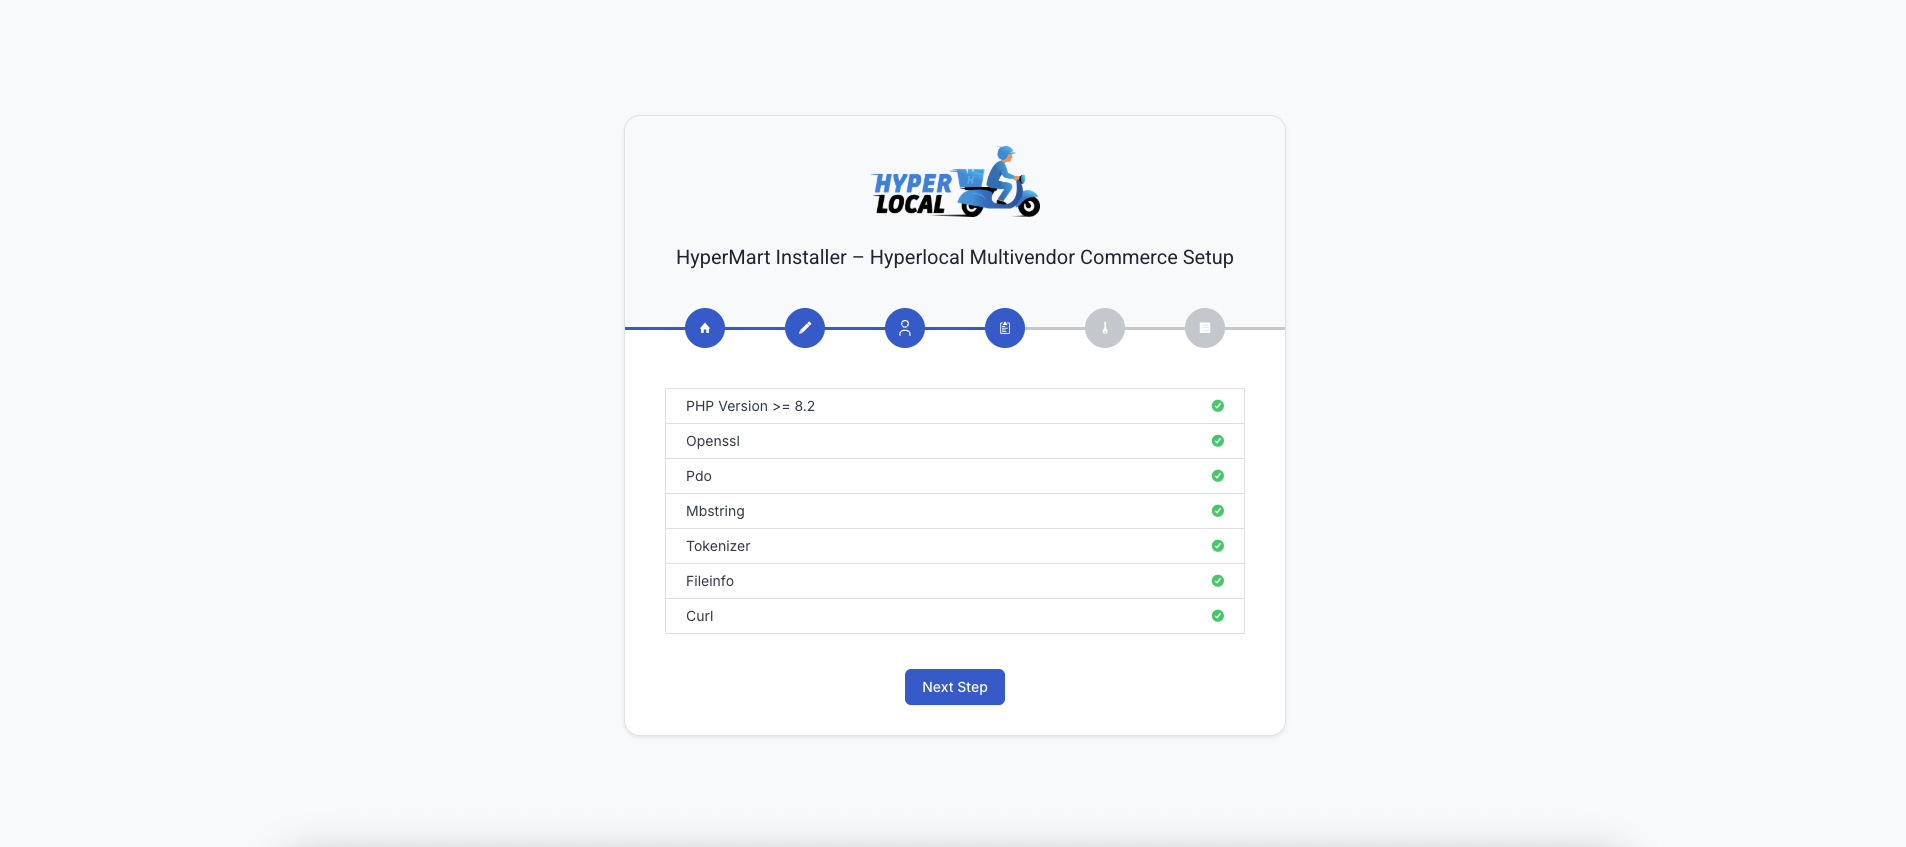 HYPER
LOCAL
HyperMart Installer – Hyperlocal Multivendor Commerce Setup
PHP Version >= 8.2
Openssl
Pdo
Mbstring
Tokenizer
Fileinfo
Curl
Next Step